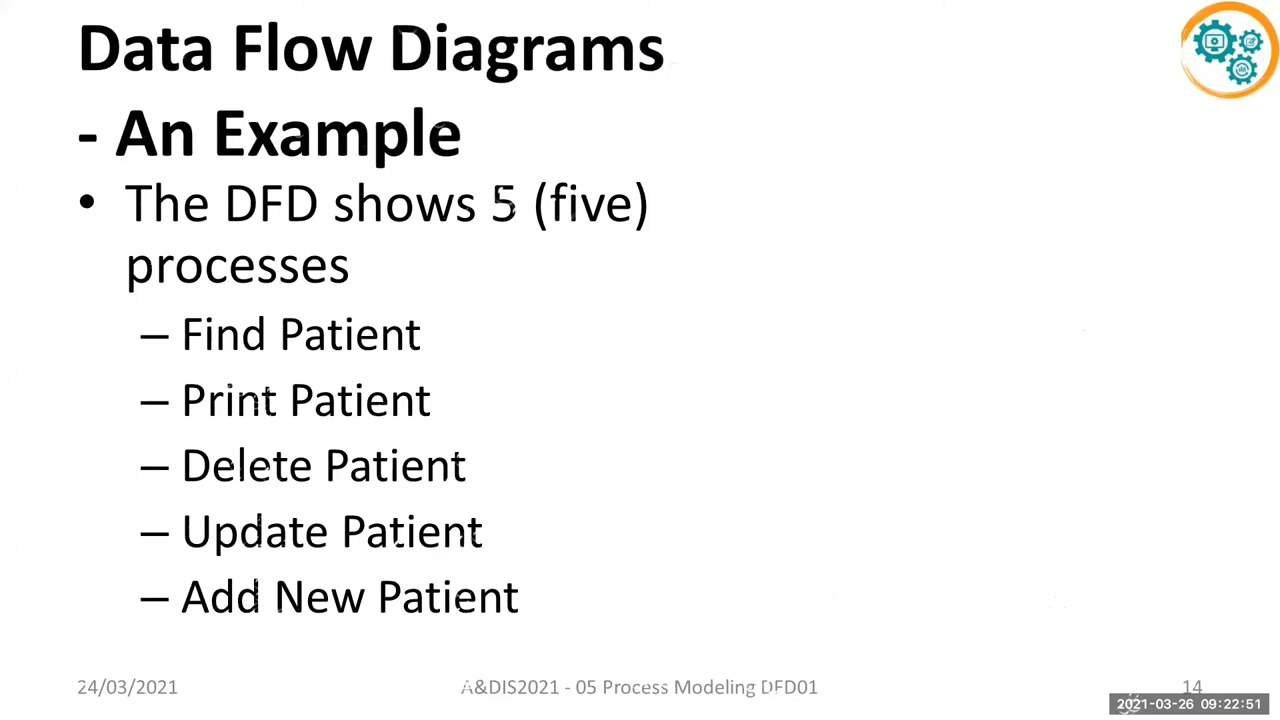 Data Flow Diagrams
- An Example
• The DFD shows 5 (five)
processes
– Find Patient
– Print Patient
– Delete Patient
– Update Patient
– Add New Patient
24/03/2021
A&DIS2021 - 05 Process Modeling DFD01
14
2021-03-26 09:22:51